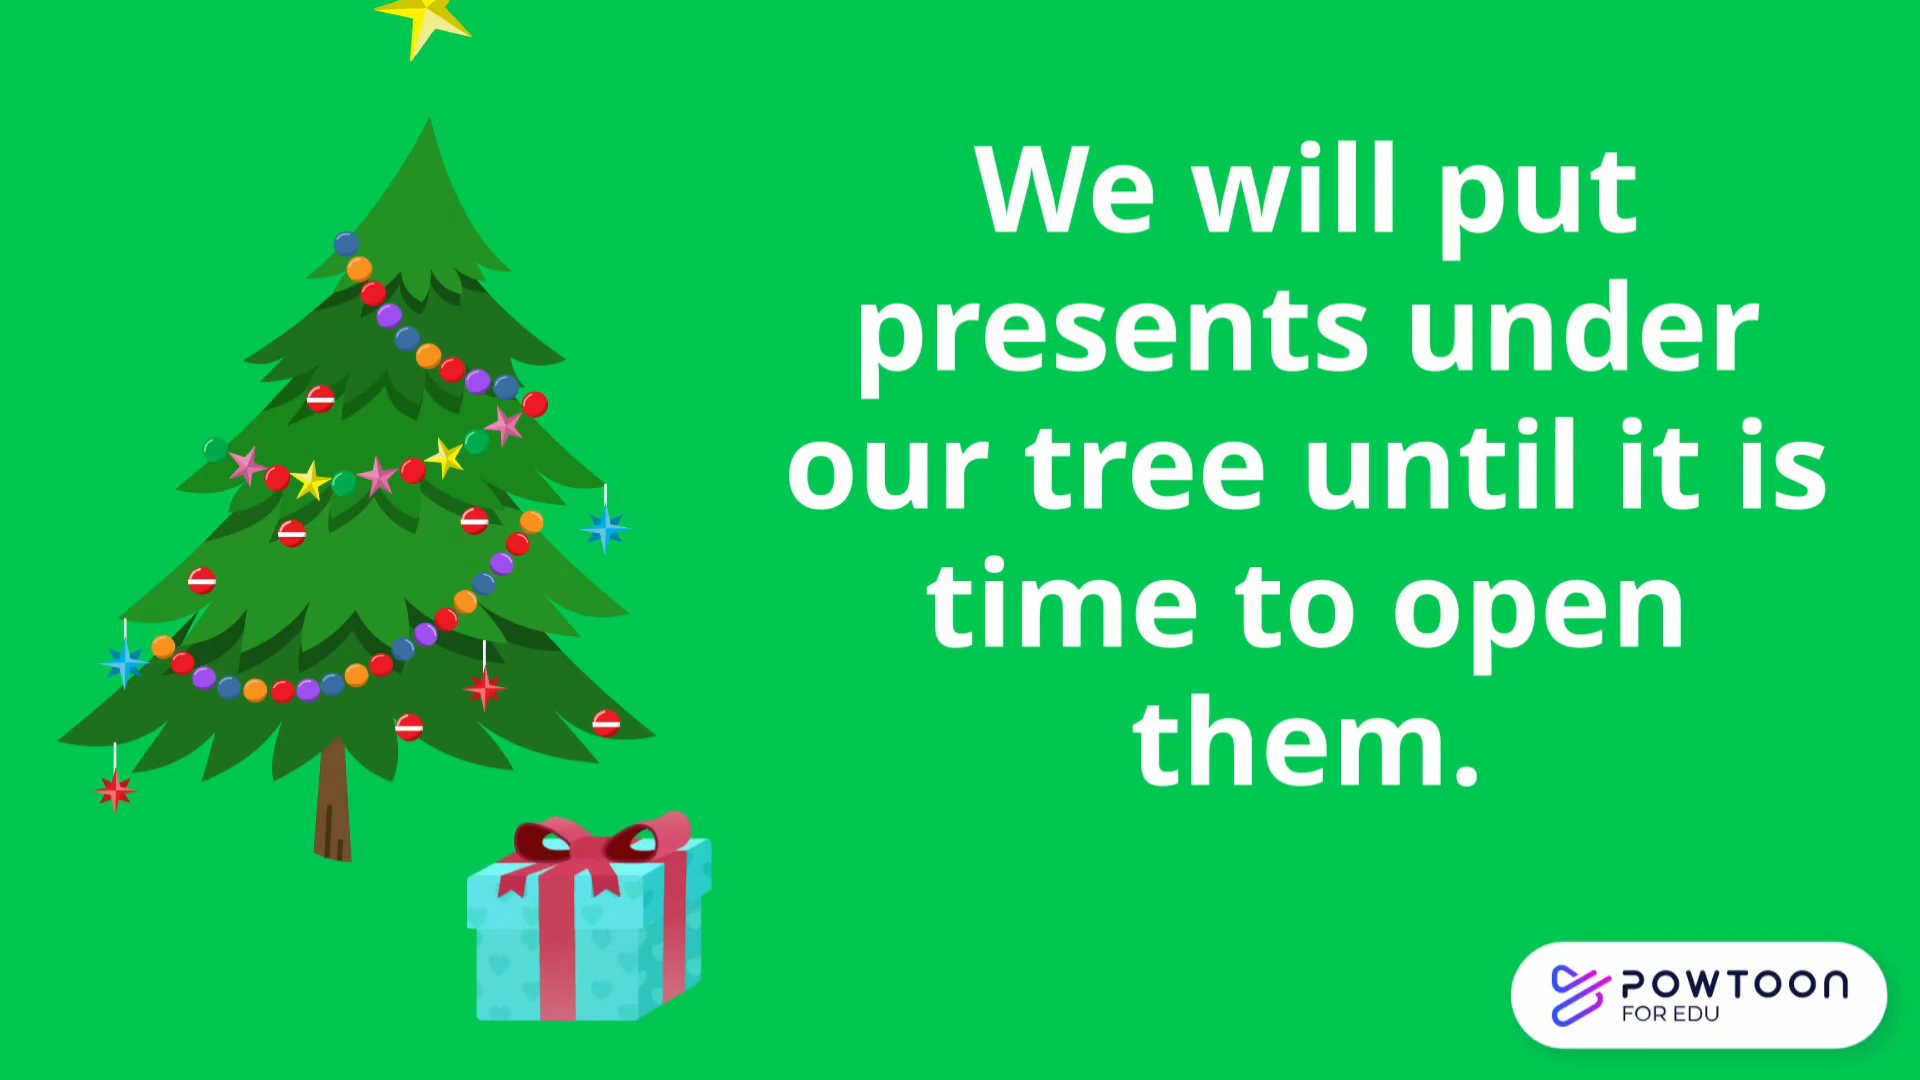 We will put
presents under
our tree until it is
time to open
them.
POWTOON
FOR EDU